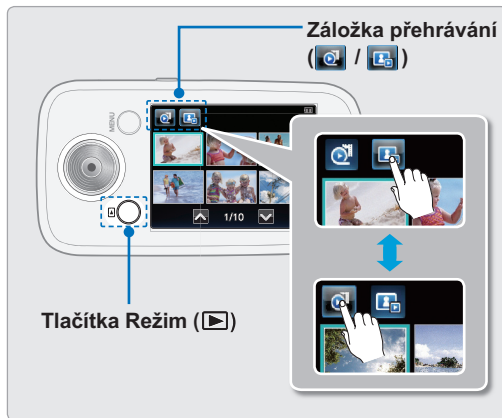 Záložka přehrávání
( / )
MENU
1/10
Tlačítka Režim ( )